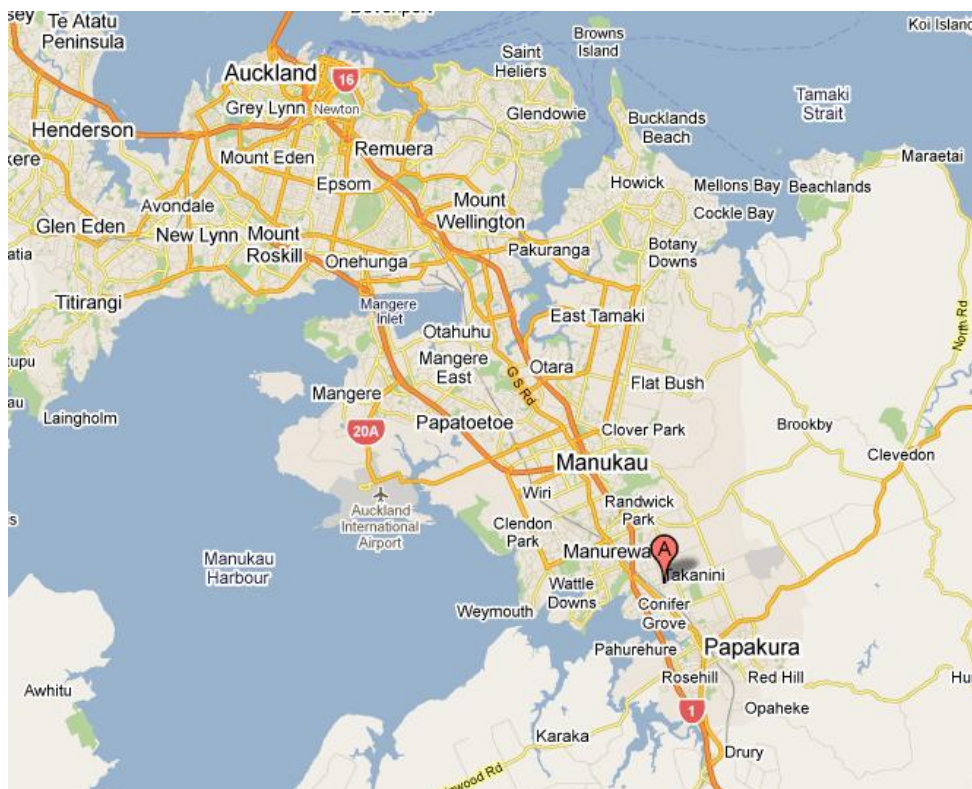 Te Atatu
Peninsula
Browns
Island
Koi Island
Auckland
16
Saint
Heliers
Tamaki
Strait
Grey Lynn
Newton
Glendowie
Bucklands
Beach
Henderson
Remuera
Mount Eden
Maraetai
Epsom
Howick
Mellons Bay
Beachlands
Avondale
Mount
Wellington
Cockle Bay
Glen Eden
New Lynn
Mount
Roskill
Pakuranga
Botany
Downs
Onehunga
Titirangi
Mangere
Inlet
East Tamaki
North Rd
Otahuhu
Mangere
East
Otara
G S Rd
Flat Bush
Mangere
Laingholm
Papatoetoe
20A
Clover Park
Brookby
Clevedon
Manukau
Wiri
Randwick
Park
Auckland
International
Airport
Clendon
Park
Manukau
Harbour
Manurewa
A
Takanini
Wattle
Downs
Weymouth
Conifer
Grove
Pahurehure
Papakura
Rosehill
Red Hill
Awhitu
1
Opaheke
Karaka
Drury